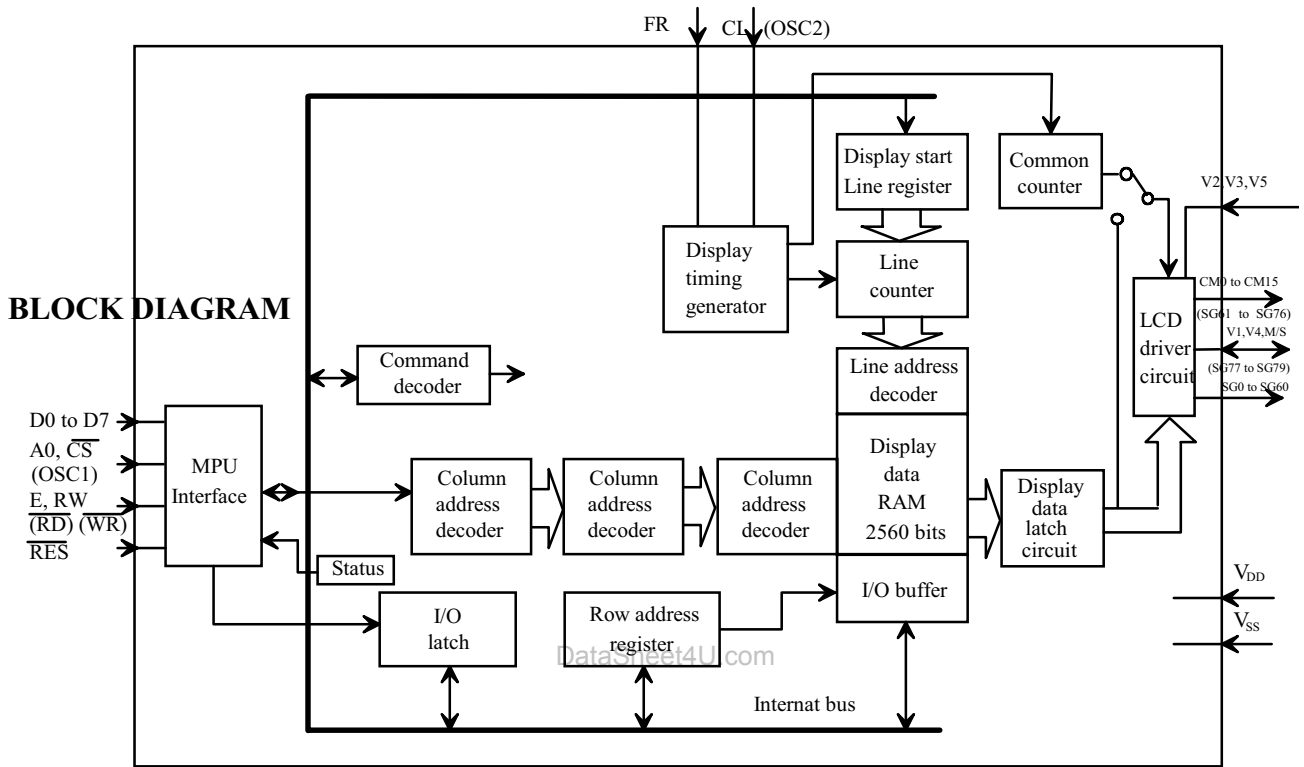 FR
CL (OSC2)
Display start
Line register
Common
counter
V2,V3,V5
Display
timing
generator
Line
counter
BLOCK DIAGRAM
CM0 to CM15
(SG61 to SG76)
V1,V4,M/S
(SG77 to SG79)
SG0 to SG60
LCD
driver
circuit
Command
decoder
Line address
decoder
D0 to D7
A0, C̅S̅
(OSC1)
E, RW
(R̅D̅) (W̅R̅)
R̅E̅S̅
MPU
Interface
Column
address
decoder
Column
address
decoder
Column
address
decoder
Display
data
RAM
2560 bits
Display
data
latch
circuit
Status
I/O buffer
VDD
VSS
I/O
latch
Row address
register
DataSheet4U.com
Internat bus